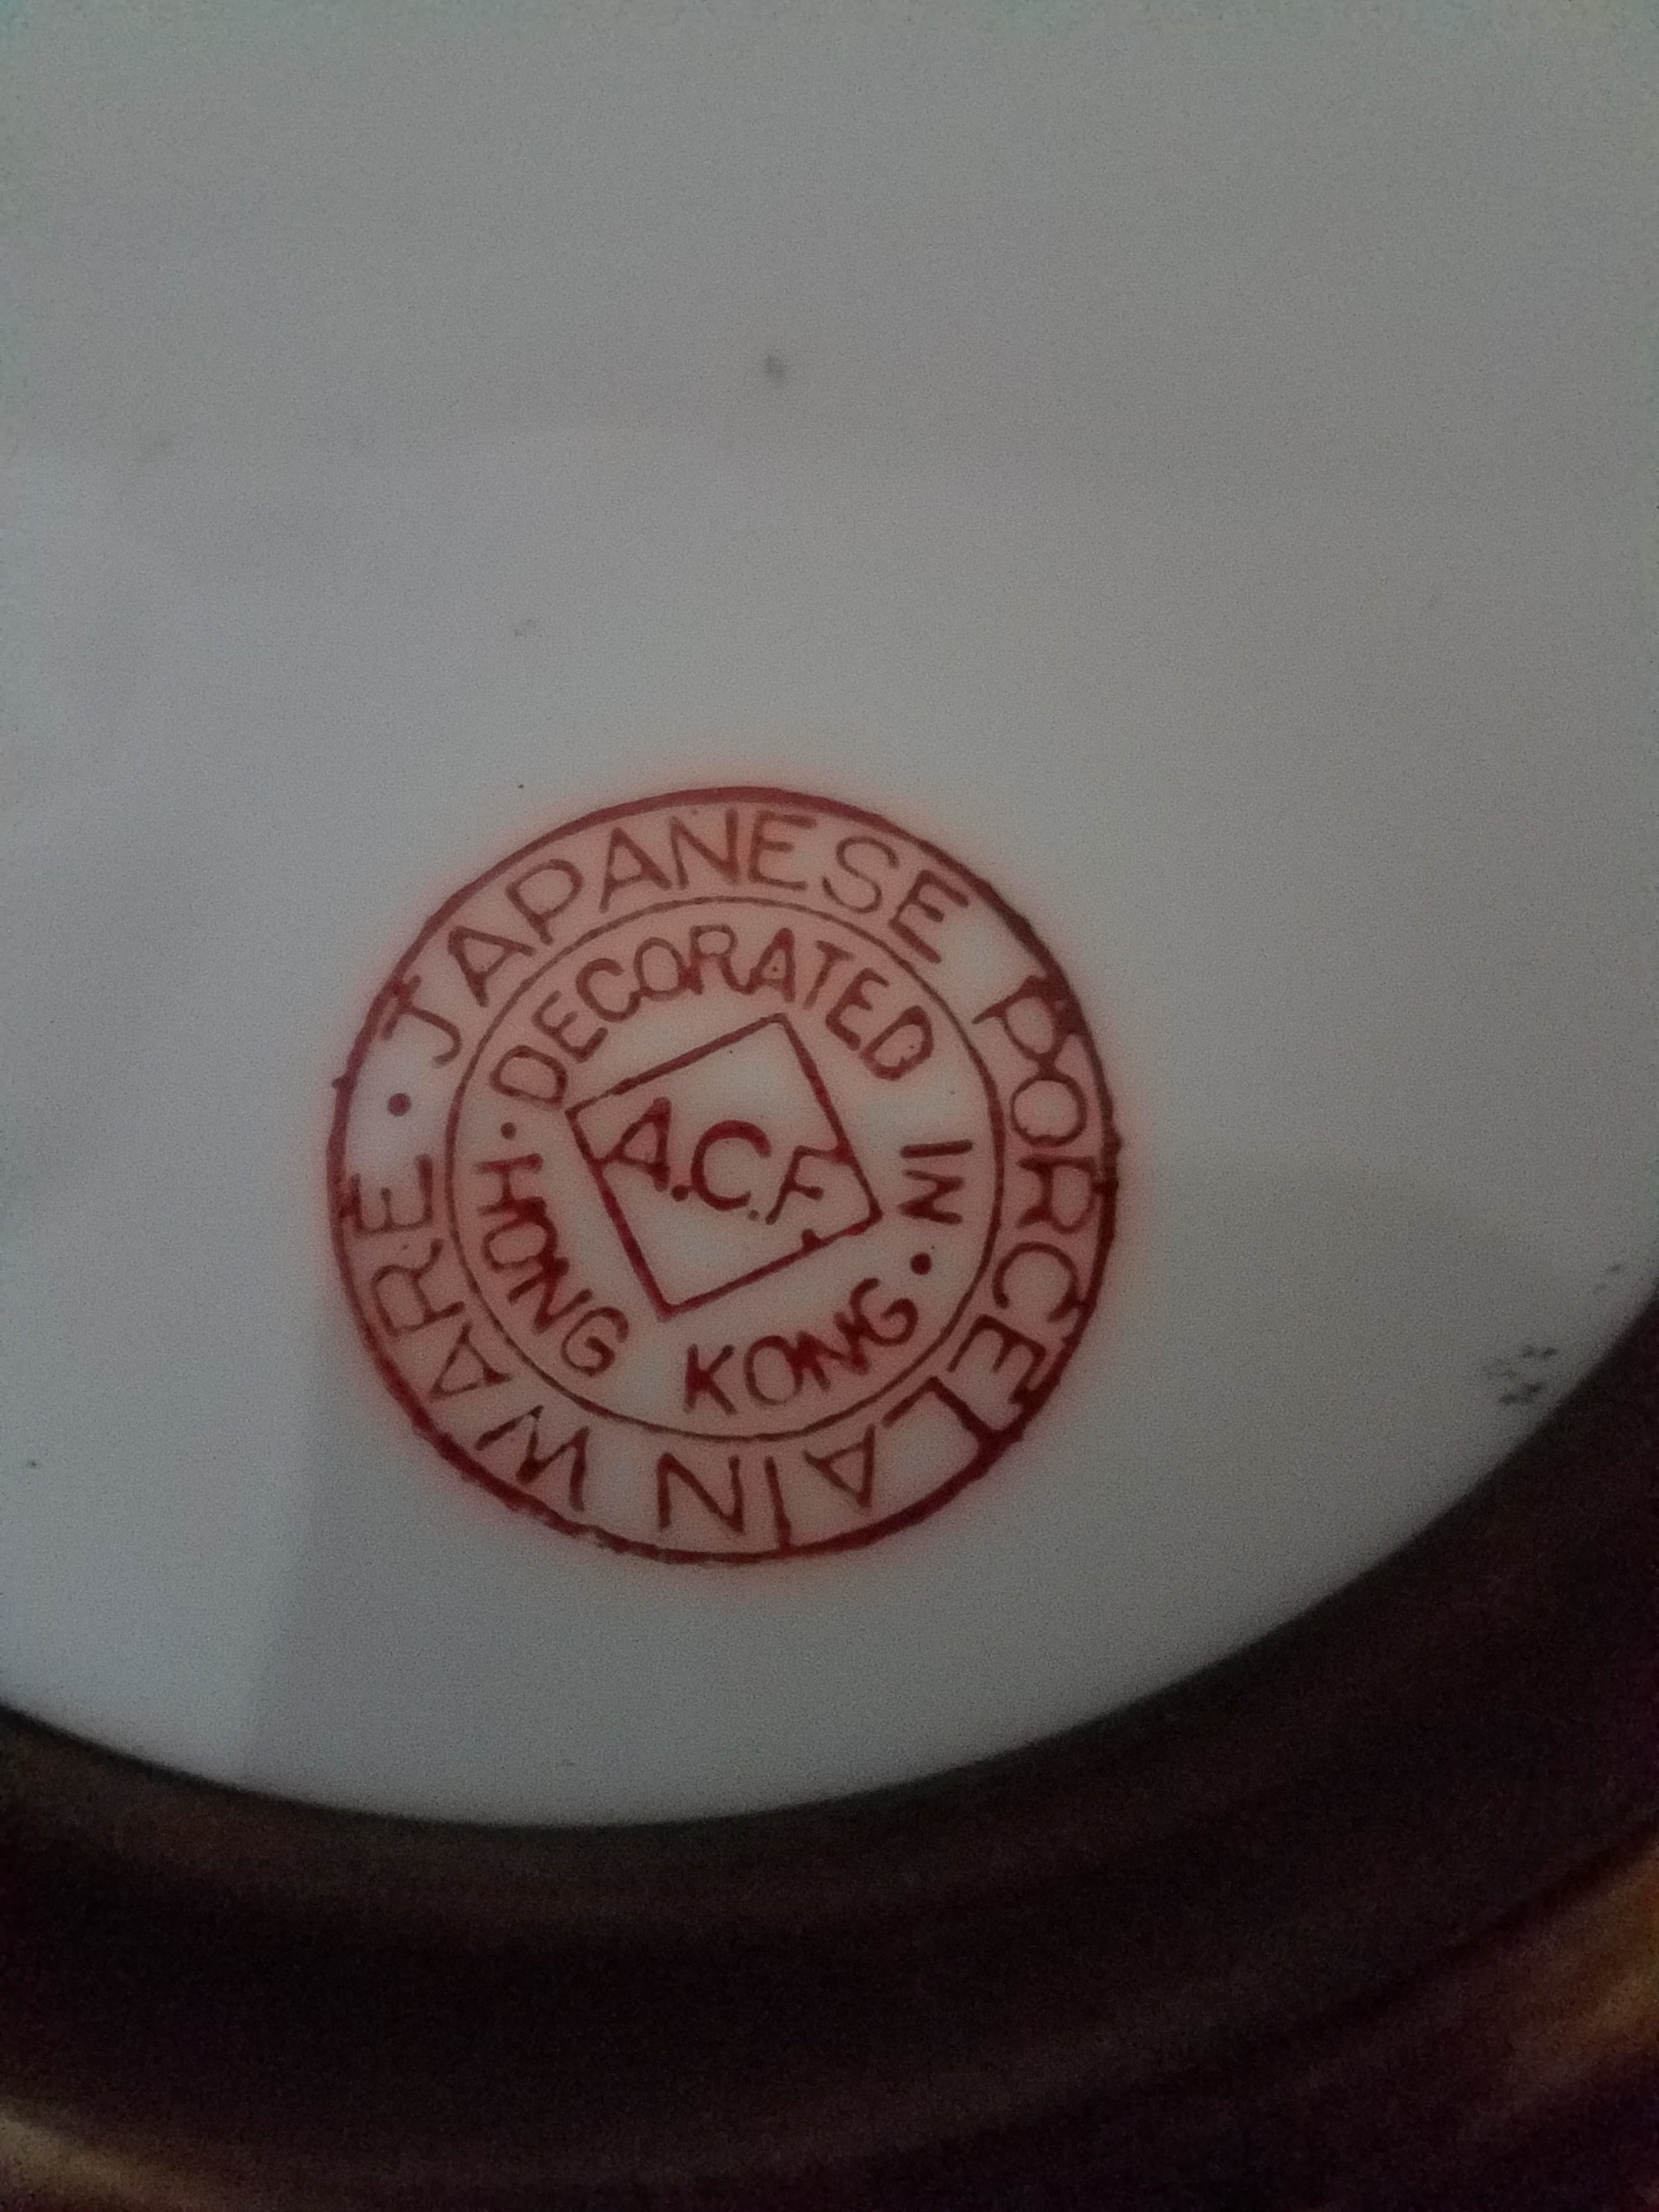 · JAPANESE PORCELAIN WARE
· DECORATED IN ·
HONG KONG
A.C.F